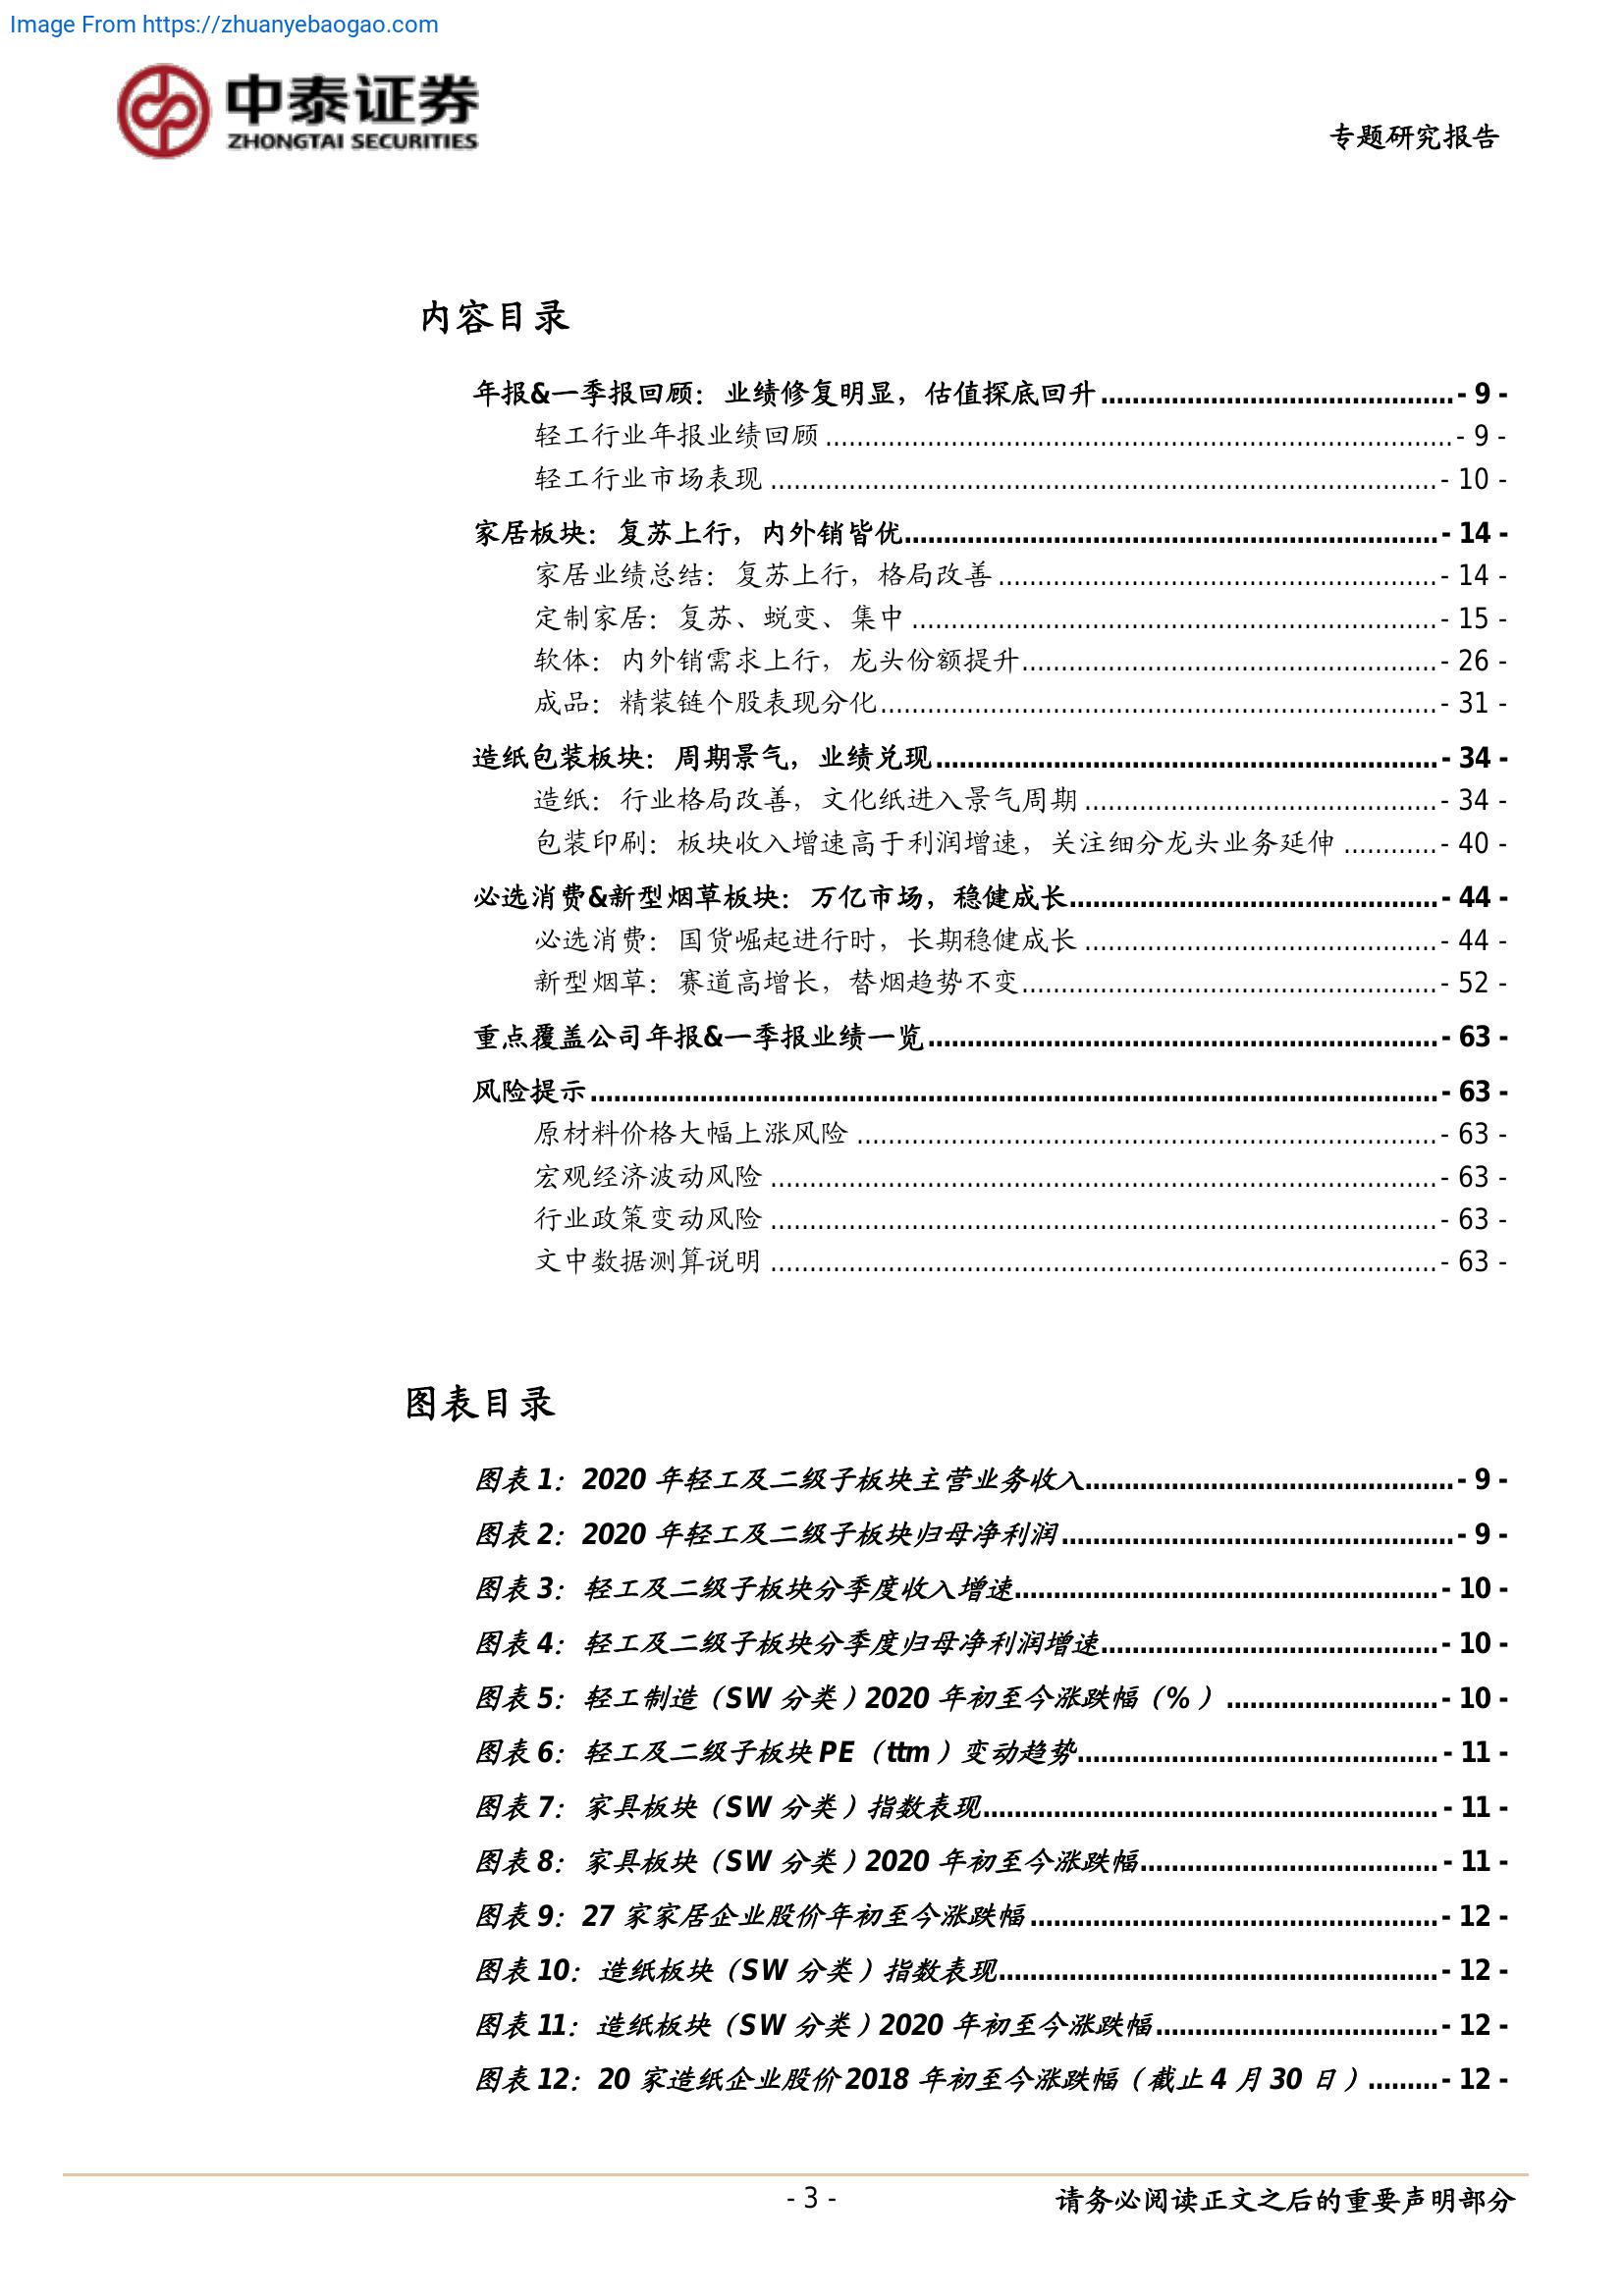 Image From https://zhuanyebaogao.com
中泰证券
ZHONGTAI SECURITIES
专题研究报告
内容目录
年报&一季报回顾：业绩修复明显，估值探底回升............................................- 9 -
轻工行业年报业绩回顾................................................................................- 9 -
轻工行业市场表现.....................................................................................- 10 -
家居板块：复苏上行，内外销皆优...................................................................- 14 -
家居业绩总结：复苏上行，格局改善........................................................- 14 -
定制家居：复苏、蜕变、集中...................................................................- 15 -
软体：内外销需求上行，龙头份额提升.....................................................- 26 -
成品：精装链个股表现分化.......................................................................- 31 -
造纸包装板块：周期景气，业绩兑现...............................................................- 34 -
造纸：行业格局改善，文化纸进入景气周期.............................................- 34 -
包装印刷：板块收入增速高于利润增速，关注细分龙头业务延伸............- 40 -
必选消费&新型烟草板块：万亿市场，稳健成长..............................................- 44 -
必选消费：国货崛起进行时，长期稳健成长.............................................- 44 -
新型烟草：赛道高增长，替烟趋势不变.....................................................- 52 -
重点覆盖公司年报&一季报业绩一览................................................................- 63 -
风险提示...........................................................................................................- 63 -
原材料价格大幅上涨风险..........................................................................- 63 -
宏观经济波动风险.....................................................................................- 63 -
行业政策变动风险.....................................................................................- 63 -
文中数据测算说明.....................................................................................- 63 -
图表目录
图表 1：2020 年轻工及二级子板块主营业务收入..............................................- 9 -
图表 2：2020 年轻工及二级子板块归母净利润.................................................- 9 -
图表 3：轻工及二级子板块分季度收入增速.....................................................- 10 -
图表 4：轻工及二级子板块分季度归母净利润增速..........................................- 10 -
图表 5：轻工制造（SW 分类）2020 年初至今涨跌幅（%）...........................- 10 -
图表 6：轻工及二级子板块 PE（ttm）变动趋势.............................................- 11 -
图表 7：家具板块（SW 分类）指数表现.........................................................- 11 -
图表 8：家具板块（SW 分类）2020 年初至今涨跌幅.....................................- 11 -
图表 9：27 家家居企业股价年初至今涨跌幅...................................................- 12 -
图表 10：造纸板块（SW 分类）指数表现.......................................................- 12 -
图表 11：造纸板块（SW 分类）2020 年初至今涨跌幅...................................- 12 -
图表 12：20 家造纸企业股价 2018 年初至今涨跌幅（截止 4 月 30 日）.........- 12 -
- 3 -
请务必阅读正文之后的重要声明部分